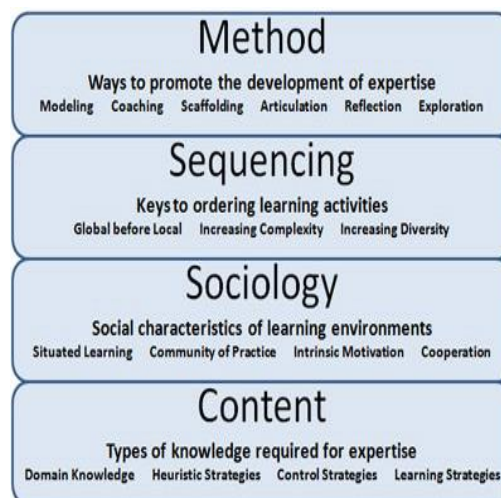 Method
Ways to promote the development of expertise
Modeling Coaching Scaffolding Articulation Reflection Exploration
Sequencing
Keys to ordering learning activities
Global before Local Increasing Complexity Increasing Diversity
Sociology
Social characteristics of learning environments
Situated Learning Community of Practice Intrinsic Motivation Cooperation
Content
Types of knowledge required for expertise
Domain Knowledge Heuristic Strategies Control Strategies Learning Strategies